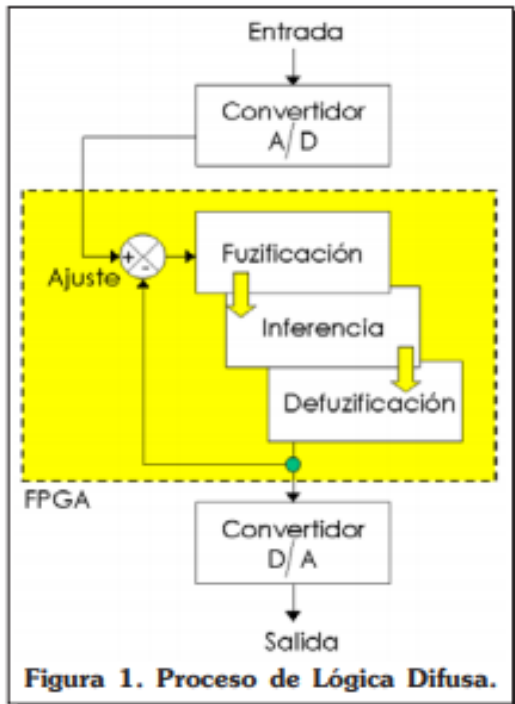 Entrada
Convertidor
A/D
Fuzificación
+
-
Ajuste
Inferencia
Defuzificación
FPGA
Convertidor
D/A
Salida
Figura 1. Proceso de Lógica Difusa.